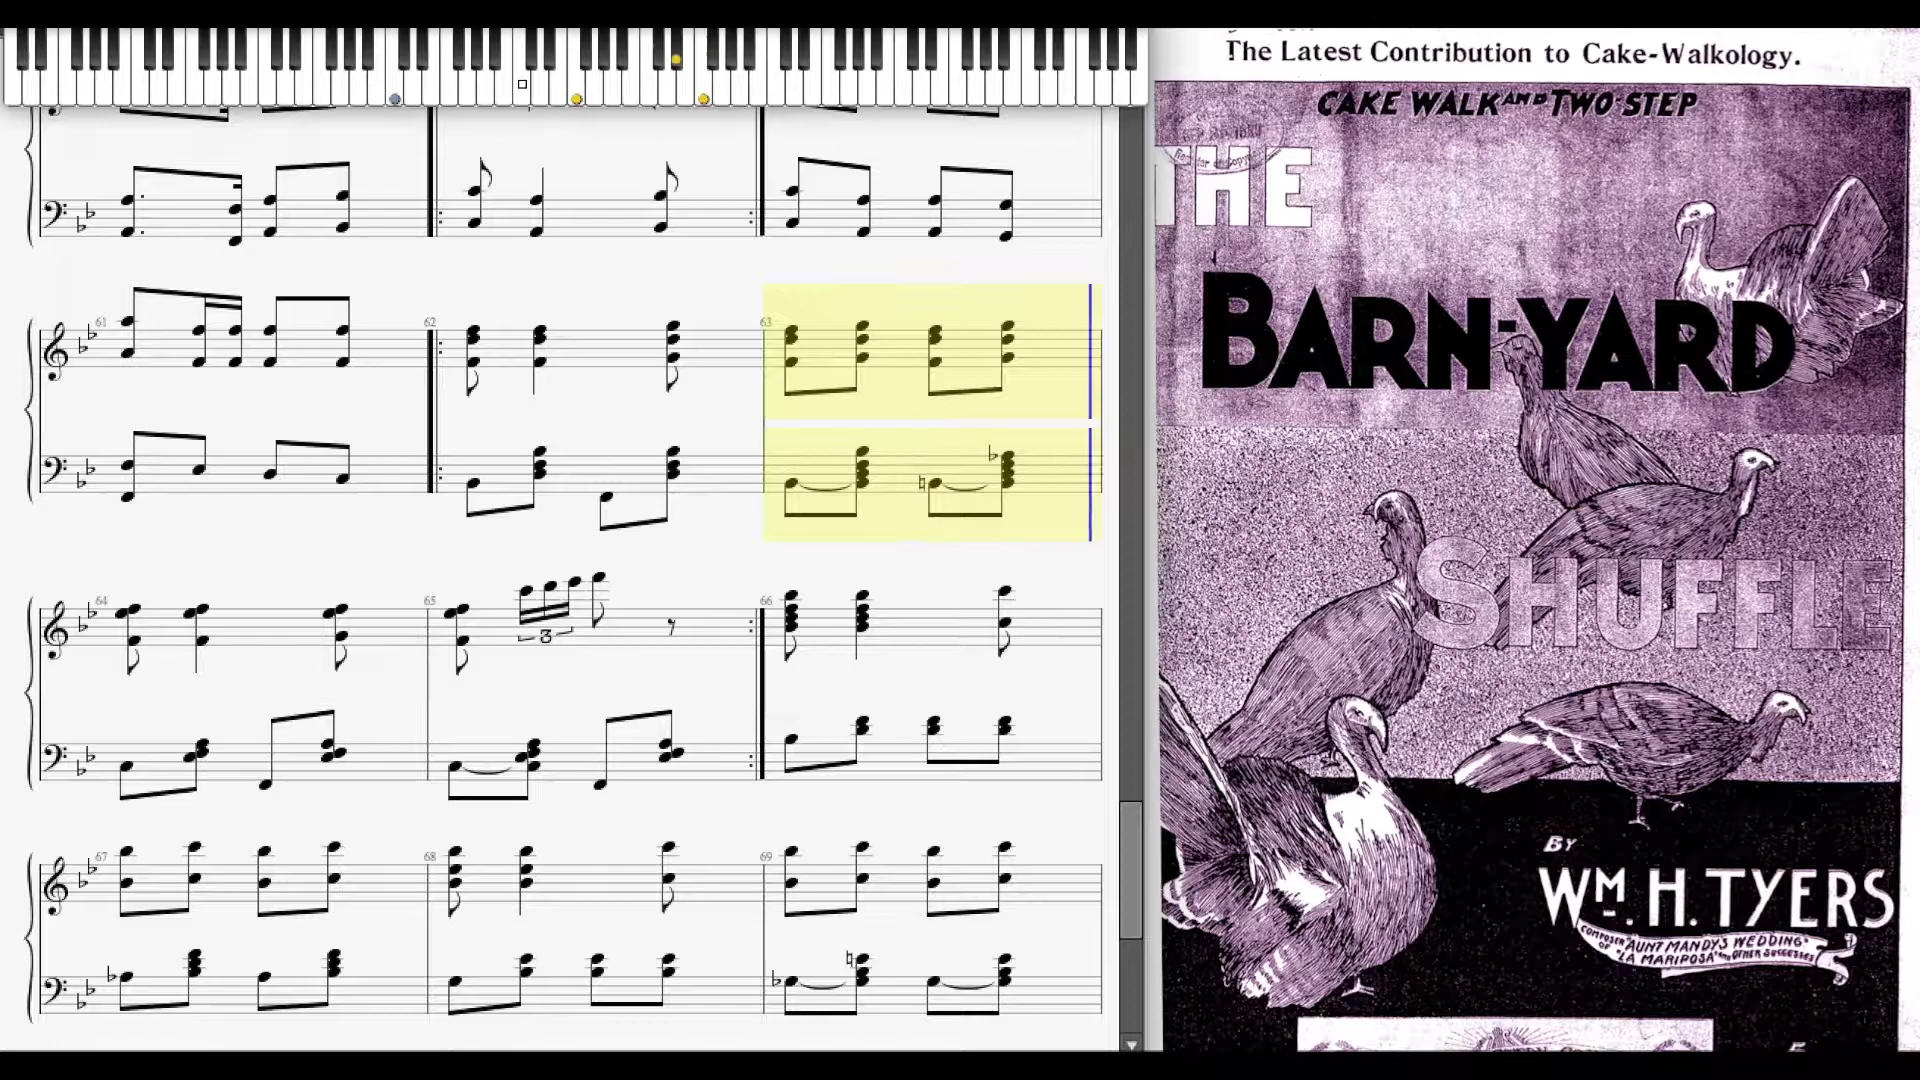 The Latest Contribution to Cake-Walkology.
CAKE WALK AND TWO STEP
THE
BARN-YARD
SHUFFLE
BY
WM. H. TYERS
COMPOSER OF "AUNT MANDY'S WEDDING"
"LA MARIPOSA" AND OTHER SUCCESSES
61
62
63
64
65
3
66
67
68
69